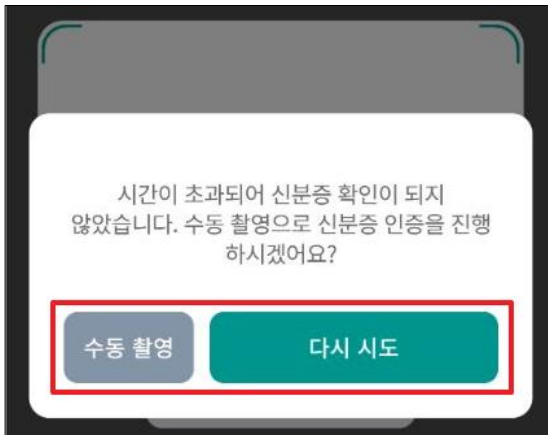 시간이 초과되어 신분증 확인이 되지
않았습니다. 수동 촬영으로 신분증 인증을 진행
하시겠어요?
수동 촬영 다시 시도